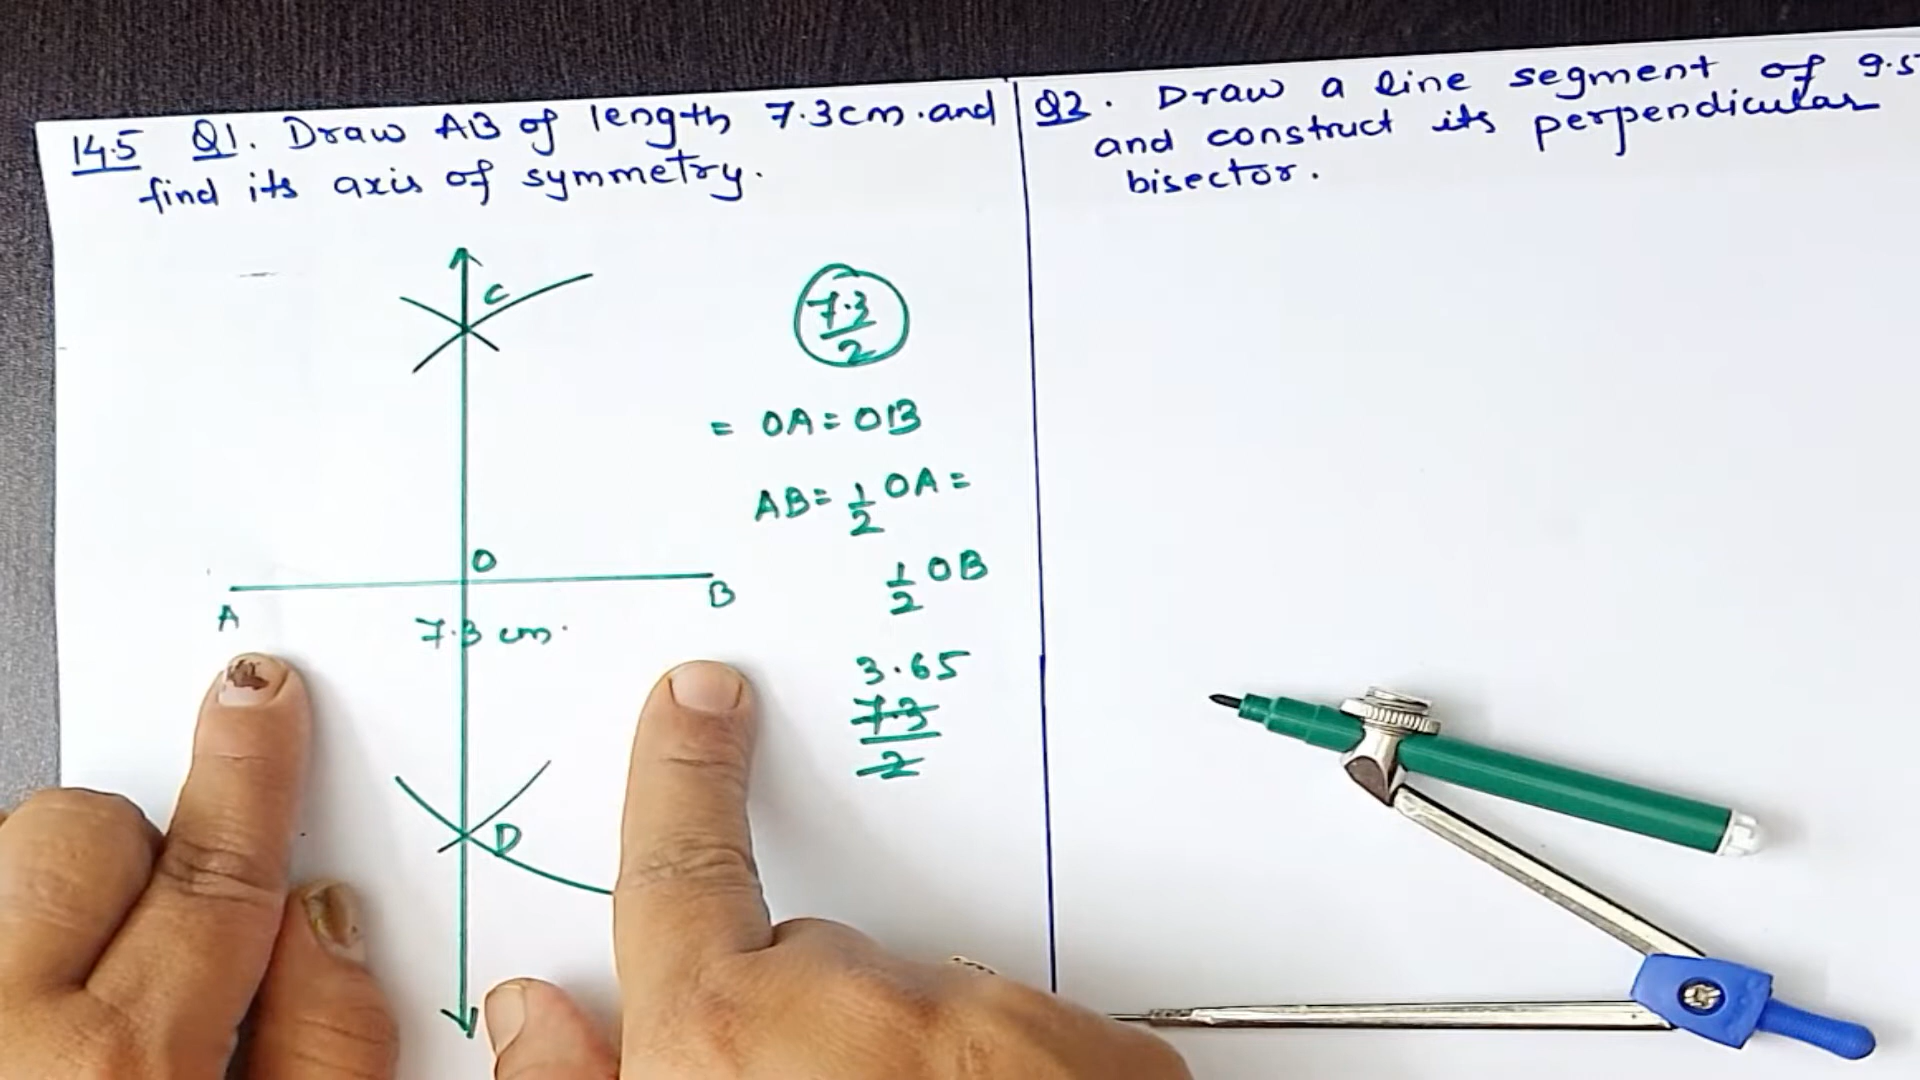 14.5 Q1. Draw AB of length 7.3cm. and
find its axis of symmetry.
C
O
A
B
7.3 cm.
D
7.3
2
= OA = OB
AB = 1/2 OA =
1/2 OB
3.65
7.3
2
Q2. Draw a line segment of 9.5
and construct its perpendicular
bisector.